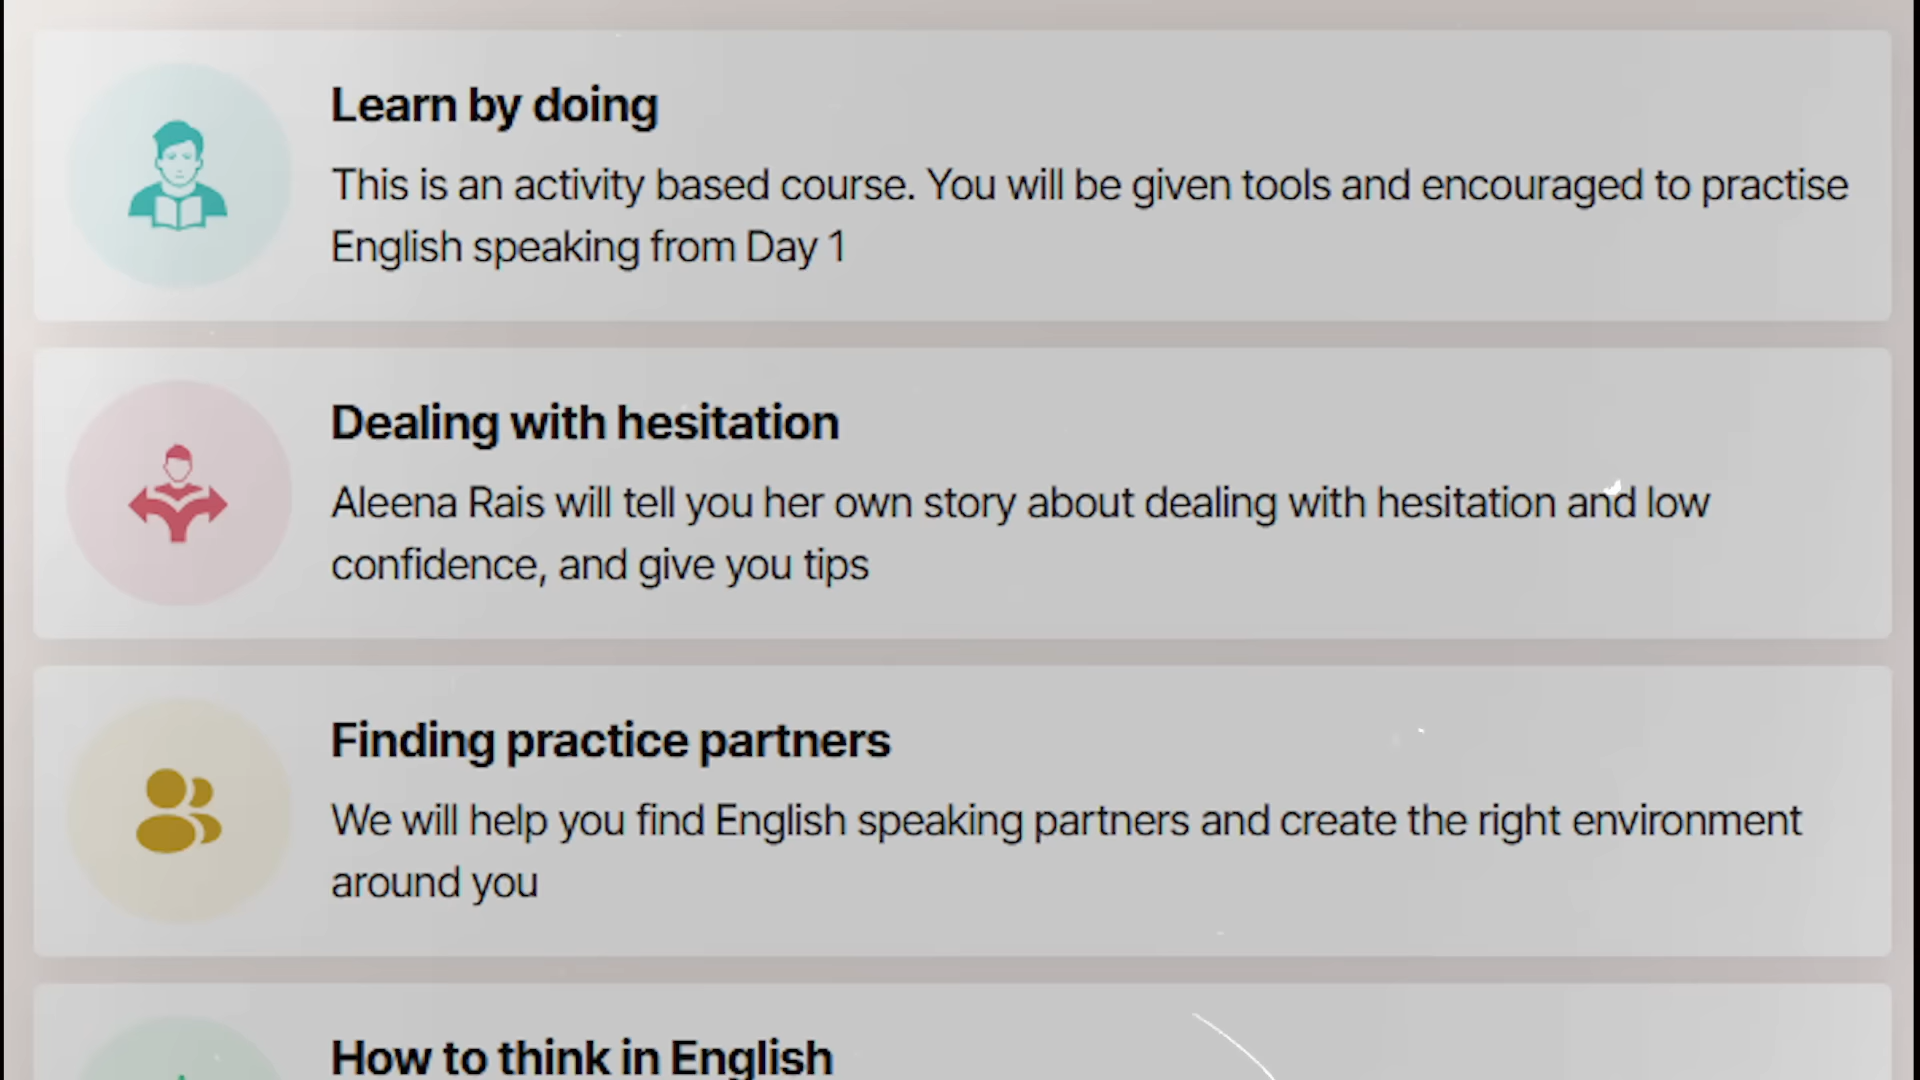 Learn by doing
This is an activity based course. You will be given tools and encouraged to practise
English speaking from Day 1
Dealing with hesitation
Aleena Rais will tell you her own story about dealing with hesitation and low
confidence, and give you tips
Finding practice partners
We will help you find English speaking partners and create the right environment
around you
How to think in English